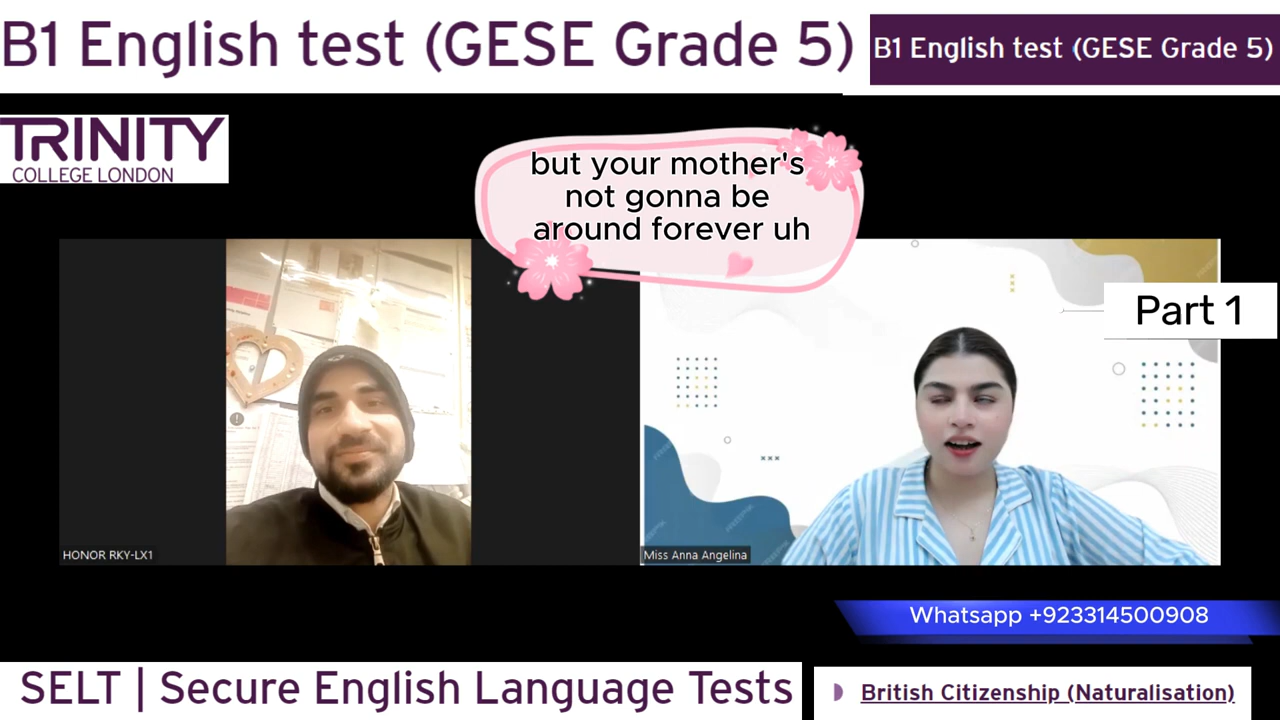 B1 English test (GESE Grade 5)
B1 English test (GESE Grade 5)
TRINITY
COLLEGE LONDON
but your mother's
not gonna be
around forever uh
Part 1
HONOR RKY-LX1
Miss Anna Angelina
Whatsapp +923314500908
SELT | Secure English Language Tests
British Citizenship (Naturalisation)